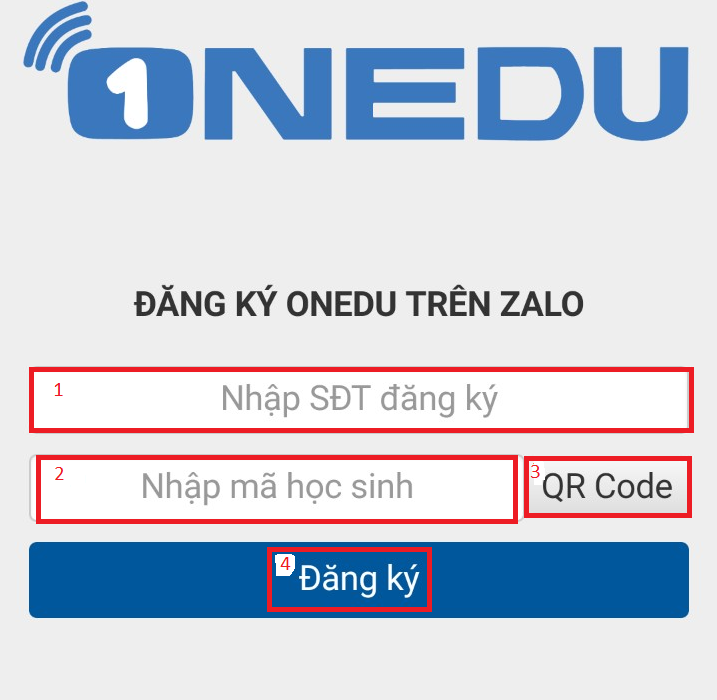 1ONEDU
ĐĂNG KÝ ONEDU TRÊN ZALO
1 Nhập SĐT đăng ký
2 Nhập mã học sinh 3 QR Code
4 Đăng ký